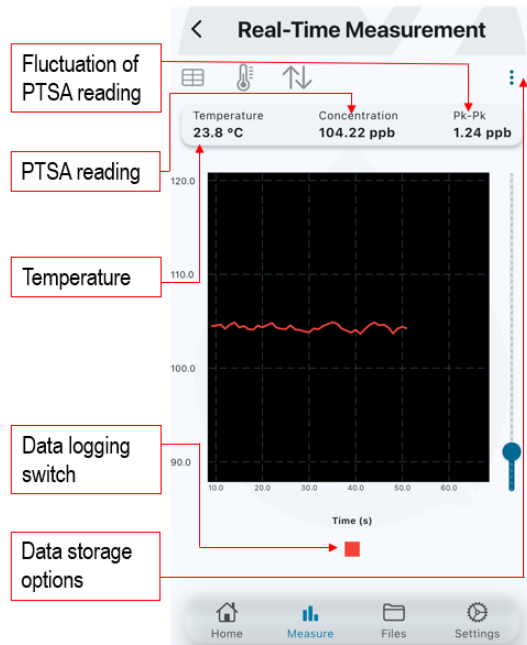 Real-Time Measurement
Fluctuation of
PTSA reading
Temperature
23.8 °C
Concentration
104.22 ppb
Pk-Pk
1.24 ppb
PTSA reading
120.0
Temperature
110.0
100.0
Data logging
switch
90.0
10.0 20.0 30.0 40.0 50.0 60.0
Time (s)
Data storage
options
Home Measure Files Settings